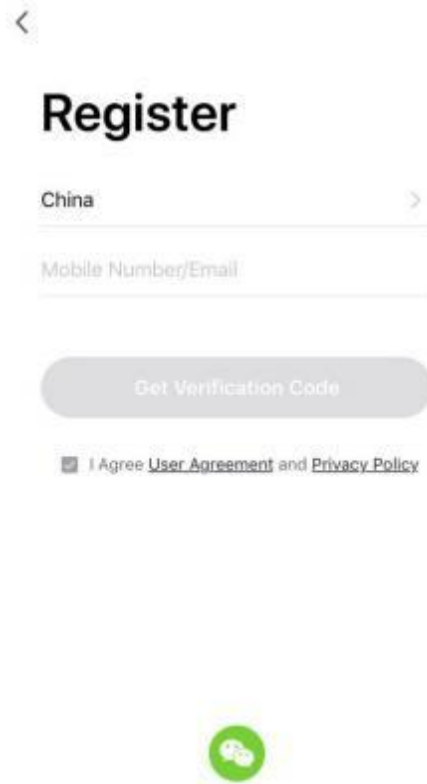 Register
China
Mobile Number/Email
Get Verification Code
I Agree User Agreement and Privacy Policy